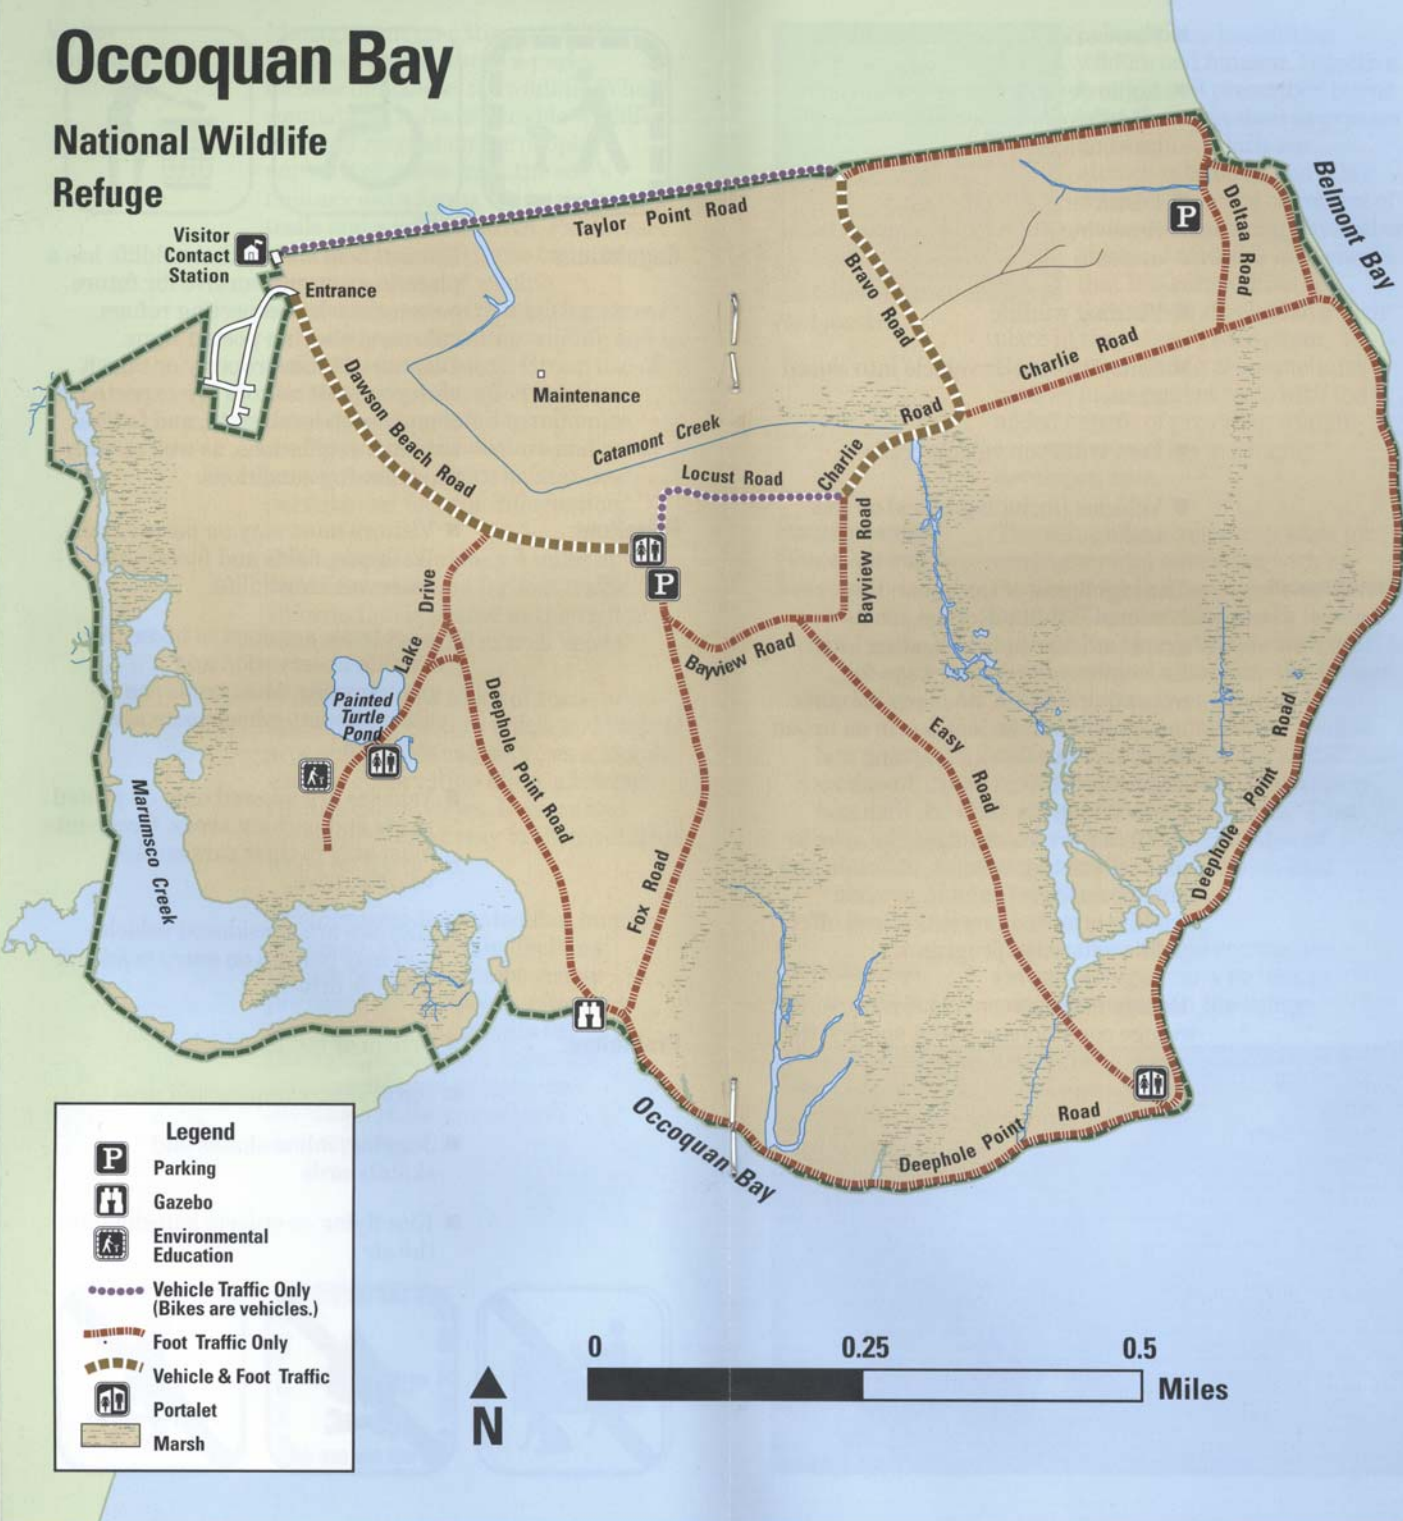 Occoquan Bay
National Wildlife
Refuge
Visitor
Contact
Station
Entrance
Taylor Point Road
Belmont Bay
P
Deltaa Road
Bravo Road
Charlie Road
Dawson Beach Road
Maintenance
Catamont Creek
Charlie Road
Locust Road
Bayview Road
P
Lake Drive
Bayview Road
Painted
Turtle
Pond
Deephole Point Road
Easy Road
Deephole Point Road
Marumsco Creek
Fox Road
Occoquan Bay
Deephole Point Road
Legend
P Parking
Gazebo
Environmental
Education
Vehicle Traffic Only
(Bikes are vehicles.)
Foot Traffic Only
Vehicle & Foot Traffic
Portalet
Marsh
N
0 0.25 0.5
Miles